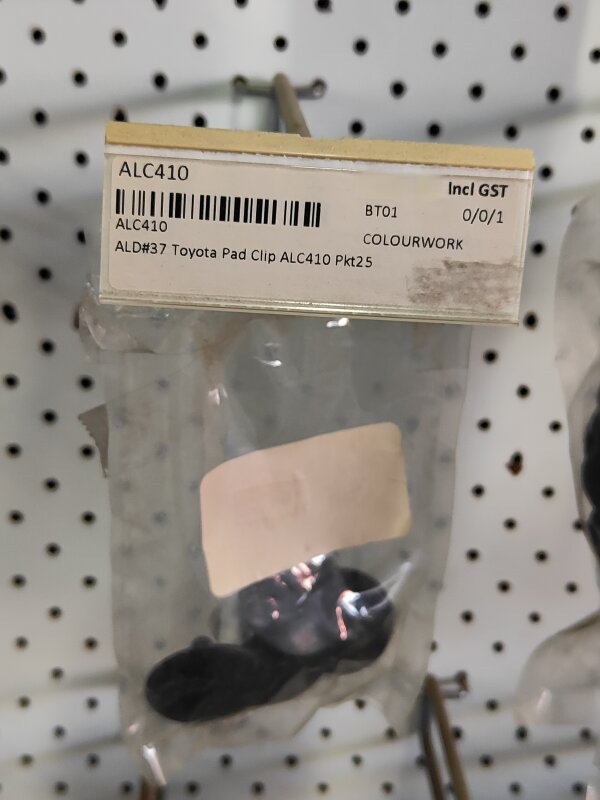 ALC410
Incl GST
BT01
0/0/1
ALC410
COLOURWORK
ALD#37 Toyota Pad Clip ALC410 Pkt25